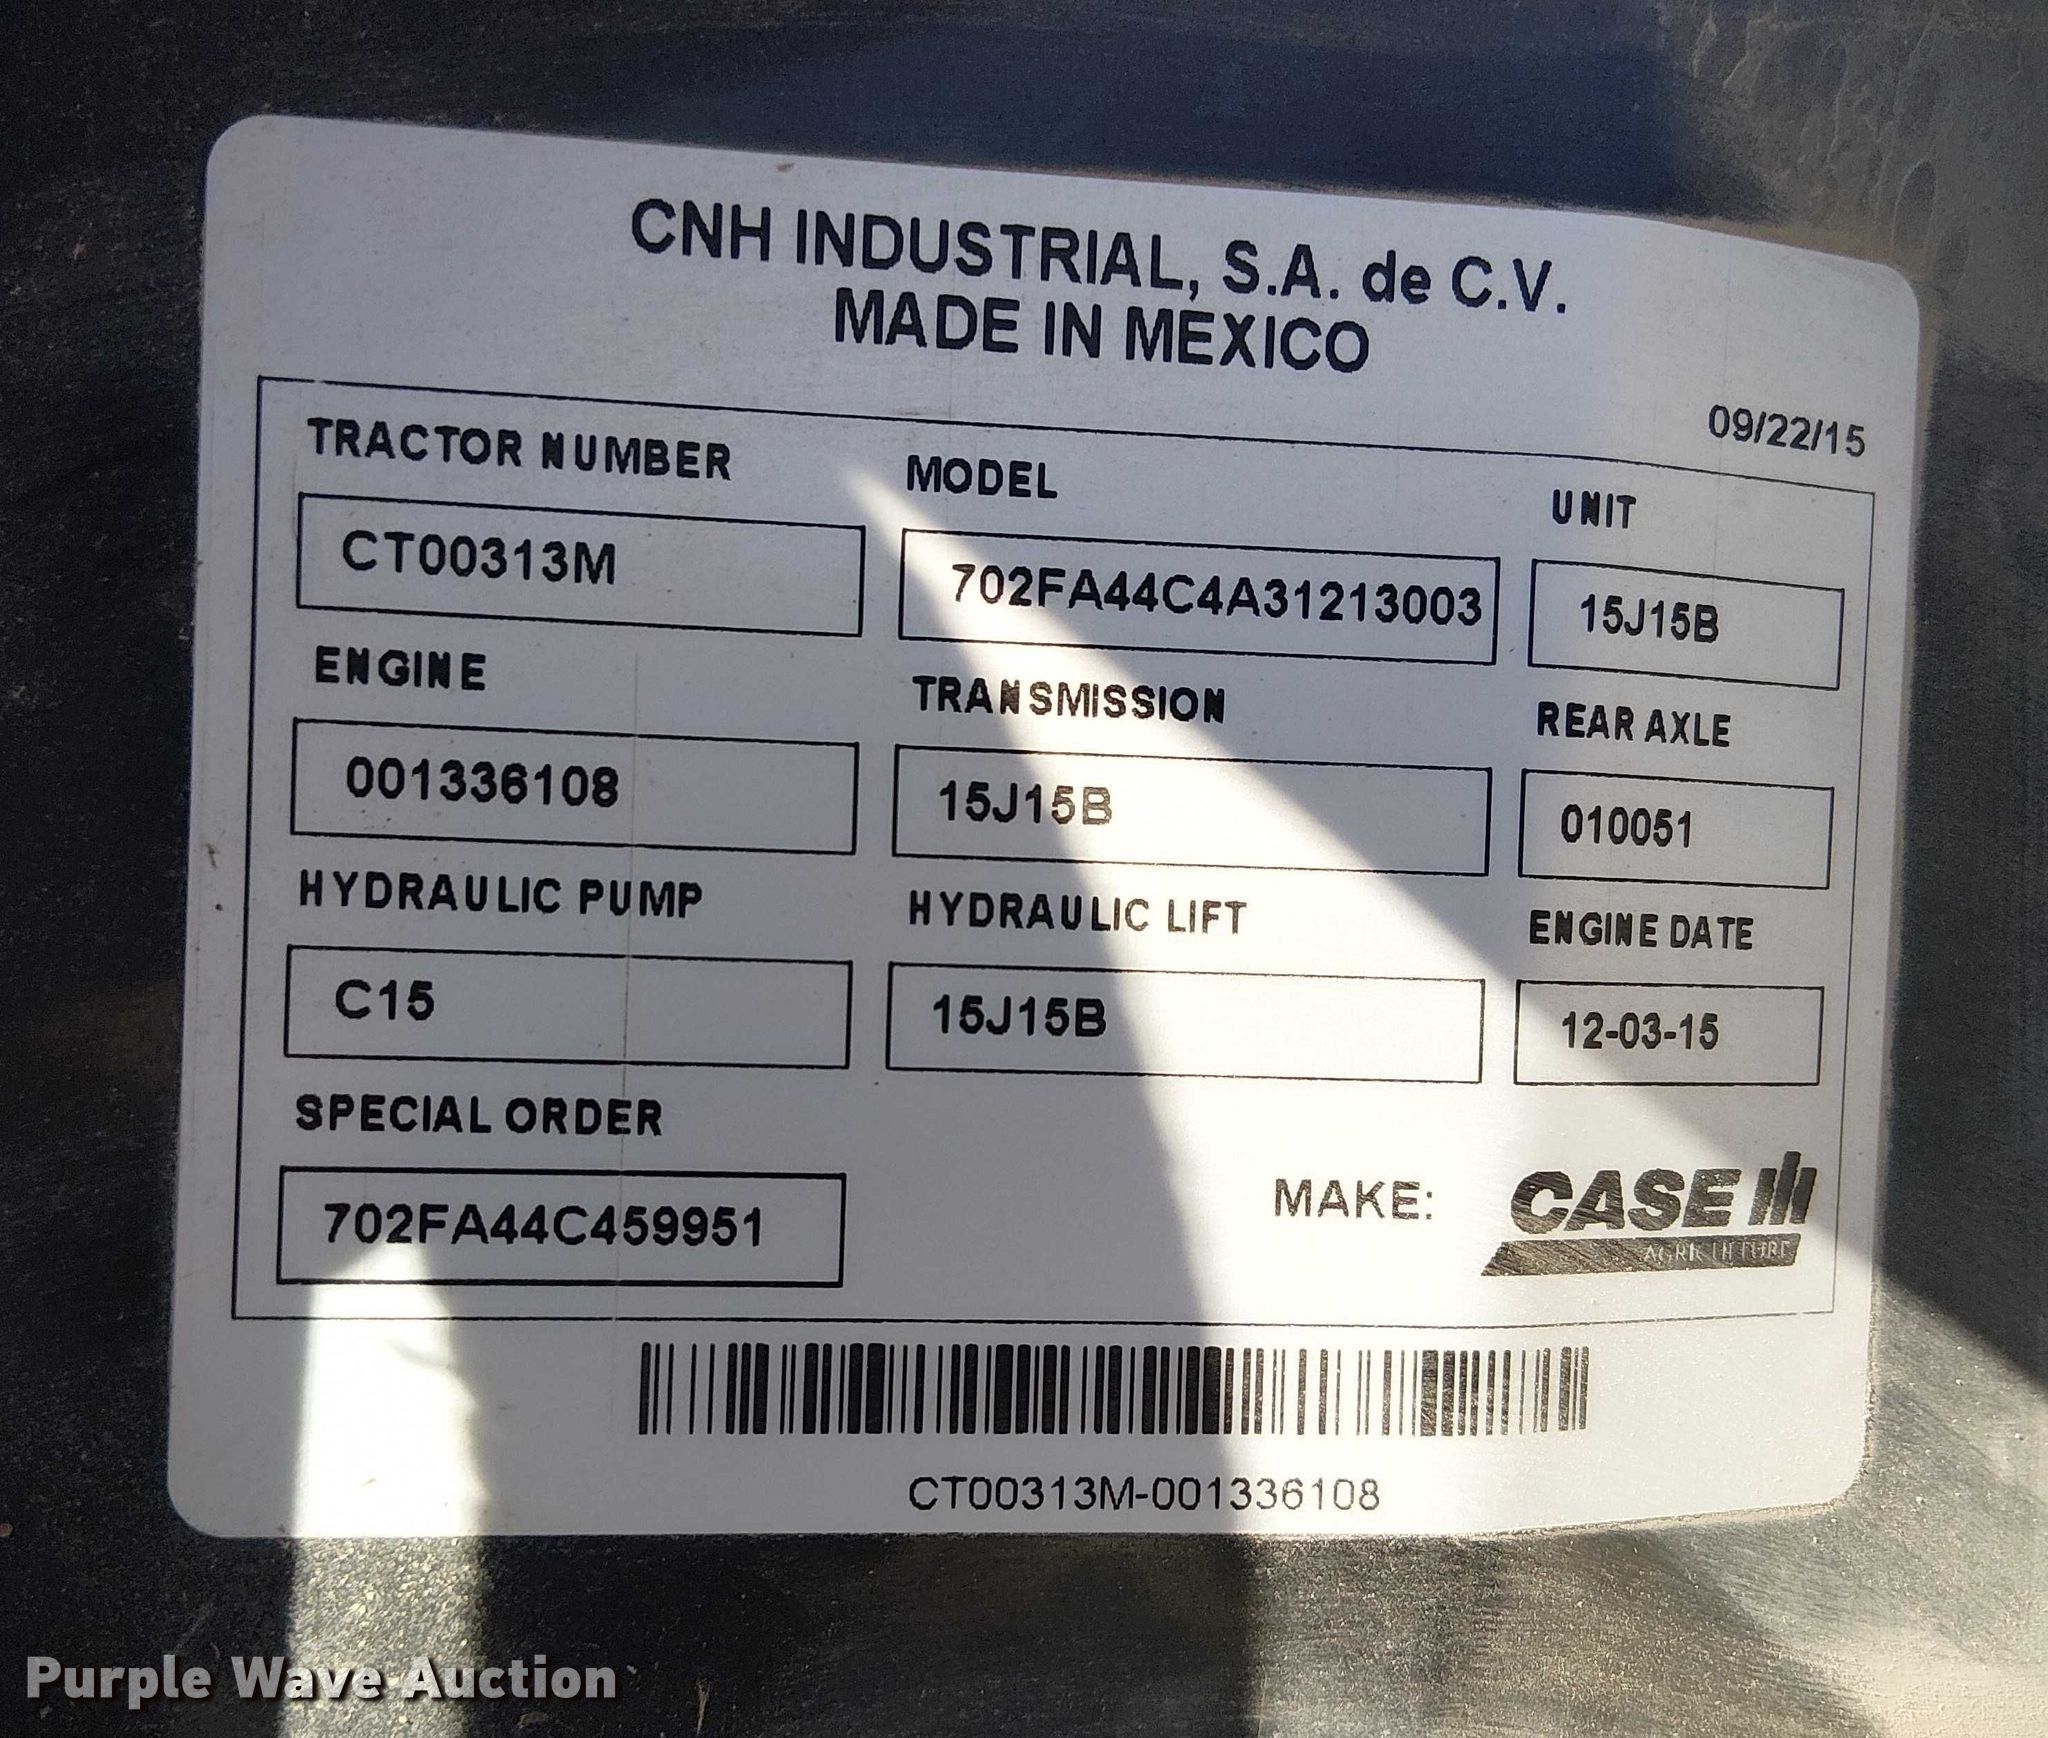 CNH INDUSTRIAL, S.A. de C.V.
MADE IN MEXICO
09/22/15
TRACTOR NUMBER MODEL UNIT
CT00313M 702FA44C4A31213003 15J15B
ENGINE TRANSMISSION REAR AXLE
001336108 15J15B 010051
HYDRAULIC PUMP HYDRAULIC LIFT ENGINE DATE
C15 15J15B 12-03-15
SPECIAL ORDER
702FA44C459951
MAKE: CASE IH
AGRICULTURE
CT00313M-001336108
Purple Wave Auction